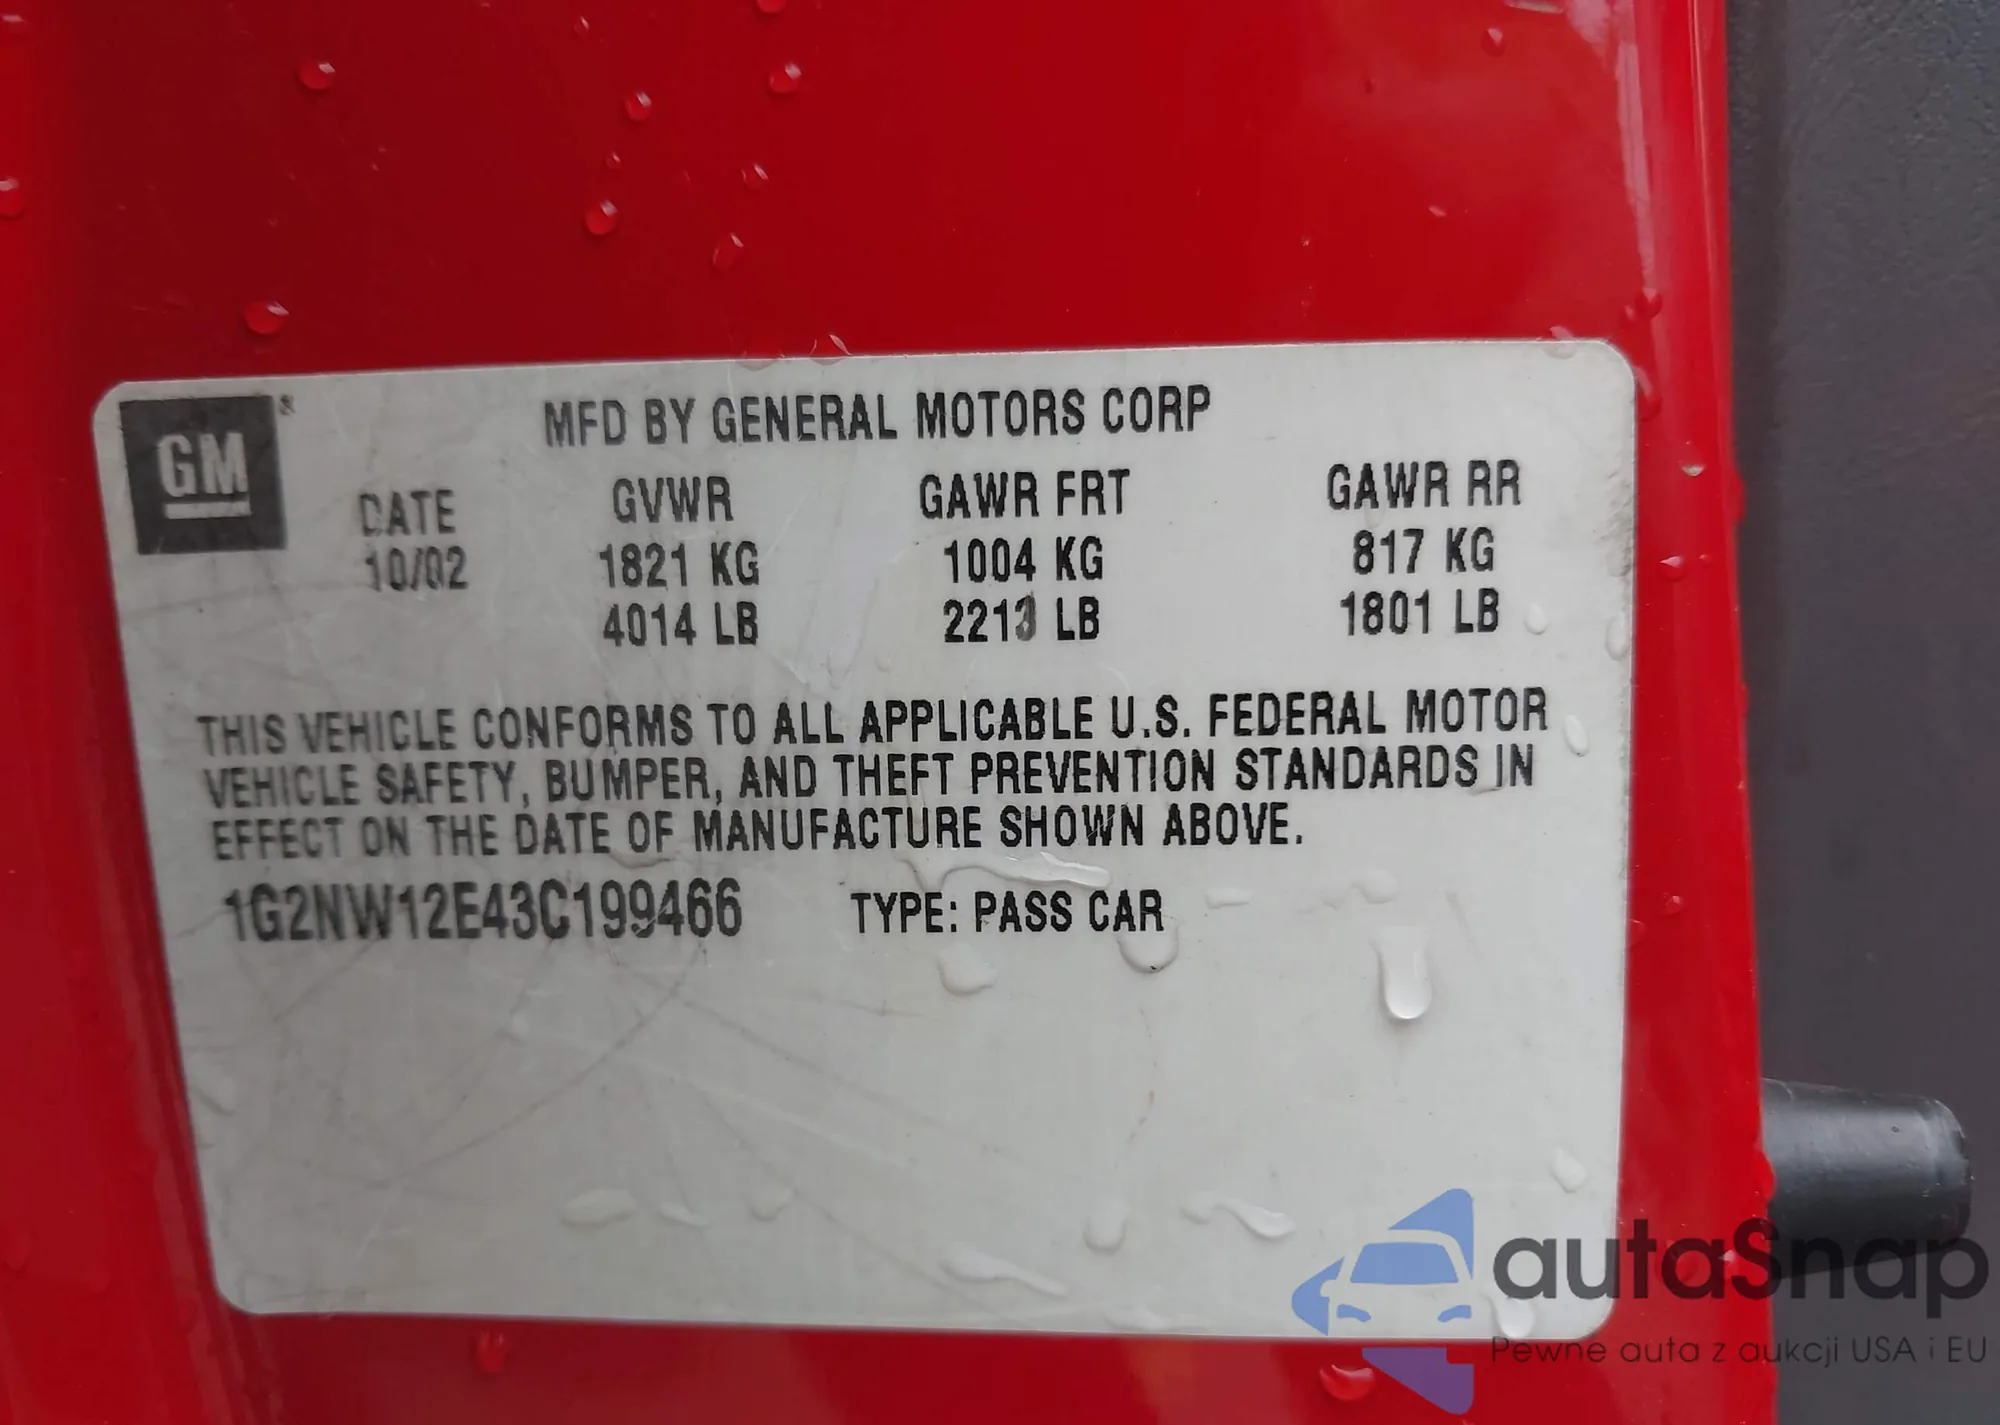 GM ®
MFD BY GENERAL MOTORS CORP
DATE GVWR GAWR FRT GAWR RR
10/02 1821 KG 1004 KG 817 KG
4014 LB 2213 LB 1801 LB
THIS VEHICLE CONFORMS TO ALL APPLICABLE U.S. FEDERAL MOTOR
VEHICLE SAFETY, BUMPER, AND THEFT PREVENTION STANDARDS IN
EFFECT ON THE DATE OF MANUFACTURE SHOWN ABOVE.
1G2NW12E43C199466 TYPE: PASS CAR
autaSnap
Pewne auta z aukcji USA i EU